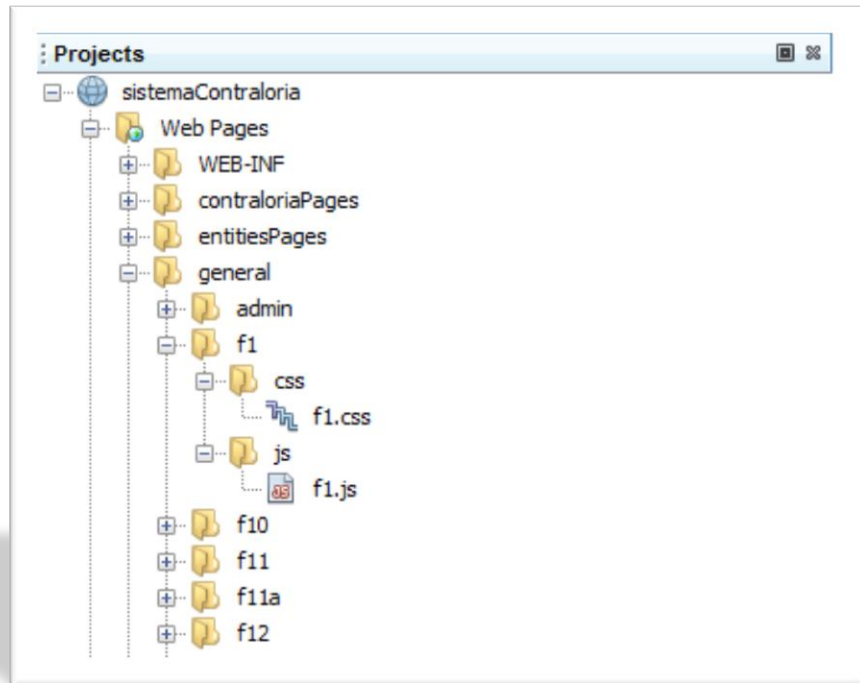 Projects
sistemaContraloria
Web Pages
WEB-INF
contraloriaPages
entitiesPages
general
admin
f1
css
f1.css
js
f1.js
f10
f11
f11a
f12